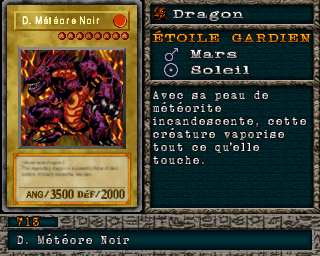 D. Météore Noir
ANG/3500 DéF/2000
713
D. Météore Noir
Dragon
ÉTOILE GARDIEN
♂ Mars
☉ Soleil
Avec sa peau de
météorite
incandescente, cette
créature vaporise
tout ce qu'elle
touche.